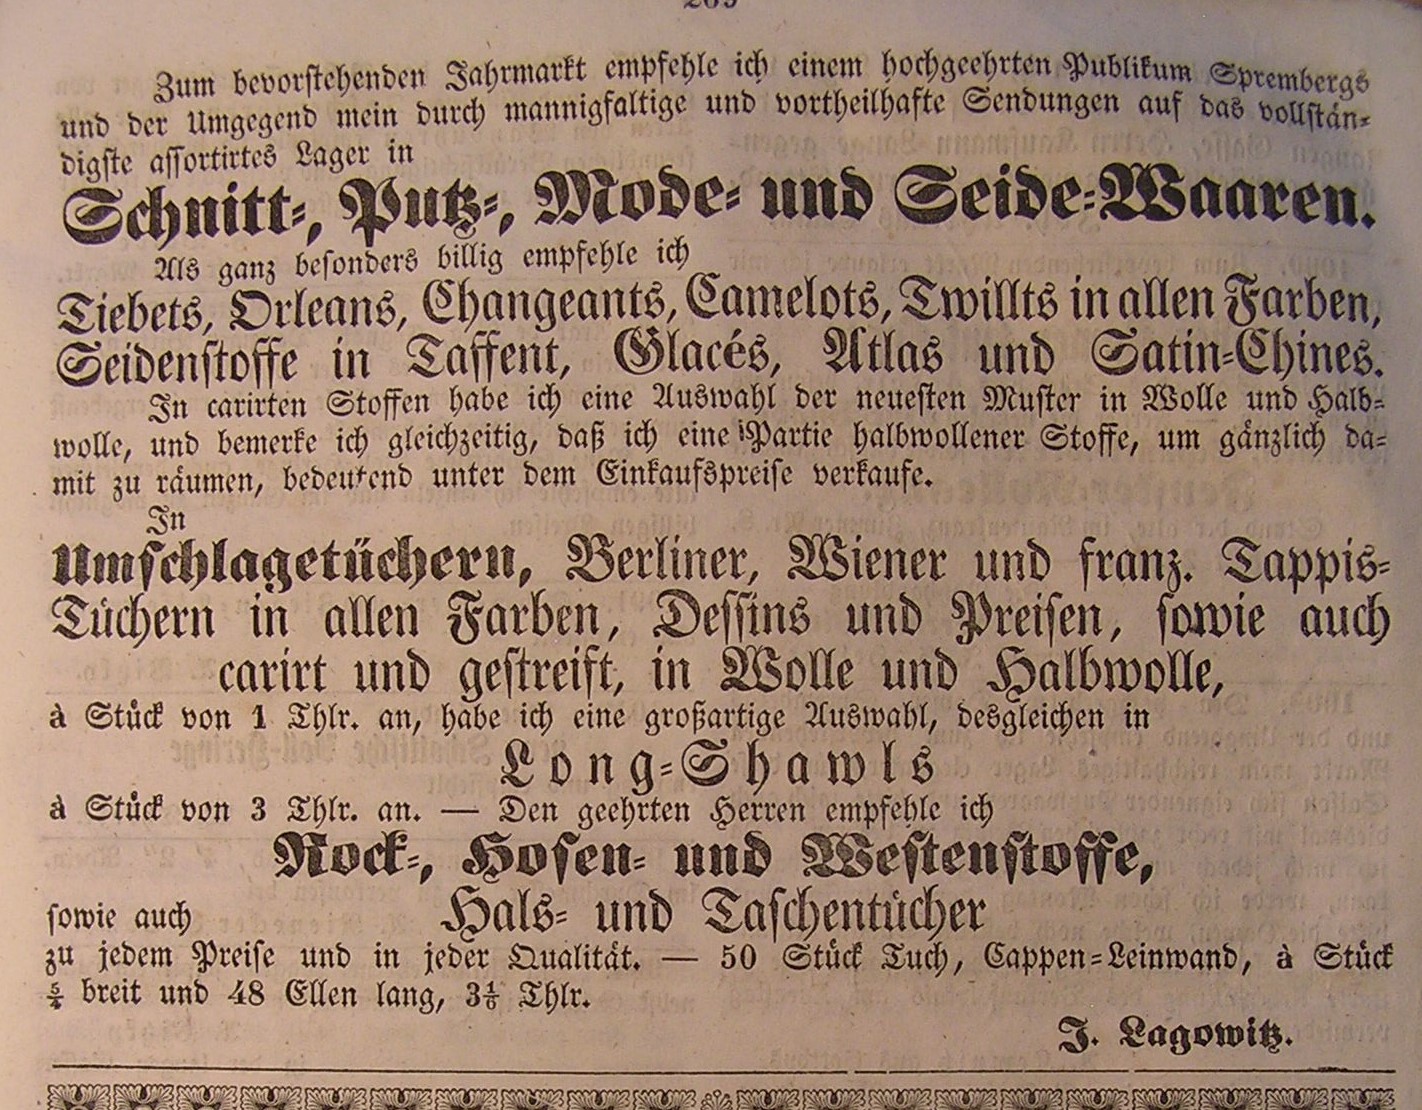 Zum bevorstehenden Jahrmarkt empfehle ich einem hochgeehrten Publikum Sprembergs
und der Umgegend mein durch mannigfaltige und vortheilhafte Sendungen auf das vollstän-
digste assortirtes Lager in
Schnitt-, Putz-, Mode- und Seide-Waaren.
Als ganz besonders billig empfehle ich
Tiebets, Orleans, Changeants, Camelots, Twillts in allen Farben,
Seidenstoffe in Taffent, Glacés, Atlas und Satin-Chines.
In carirten Stoffen habe ich eine Auswahl der neuesten Muster in Wolle und Halb-
wolle, und bemerke ich gleichzeitig, daß ich eine Partie halbwollener Stoffe, um gänzlich da-
mit zu räumen, bedeutend unter dem Einkaufspreise verkaufe.
In
Umschlagetüchern, Berliner, Wiener und franz. Tappis-
Tüchern in allen Farben, Dessins und Preisen, sowie auch
carirt und gestreift, in Wolle und Halbwolle,
à Stück von 1 Thlr. an, habe ich eine großartige Auswahl, desgleichen in
Long-Shawls
à Stück von 3 Thlr. an. — Den geehrten Herren empfehle ich
Rock-, Hosen- und Westenstoffe,
sowie auch Hals- und Taschentücher
zu jedem Preise und in jeder Qualität. — 50 Stück Tuch, Cappen-Leinwand, à Stück
5/4 breit und 48 Ellen lang, 3 1/6 Thlr.
J. Lagowitz.